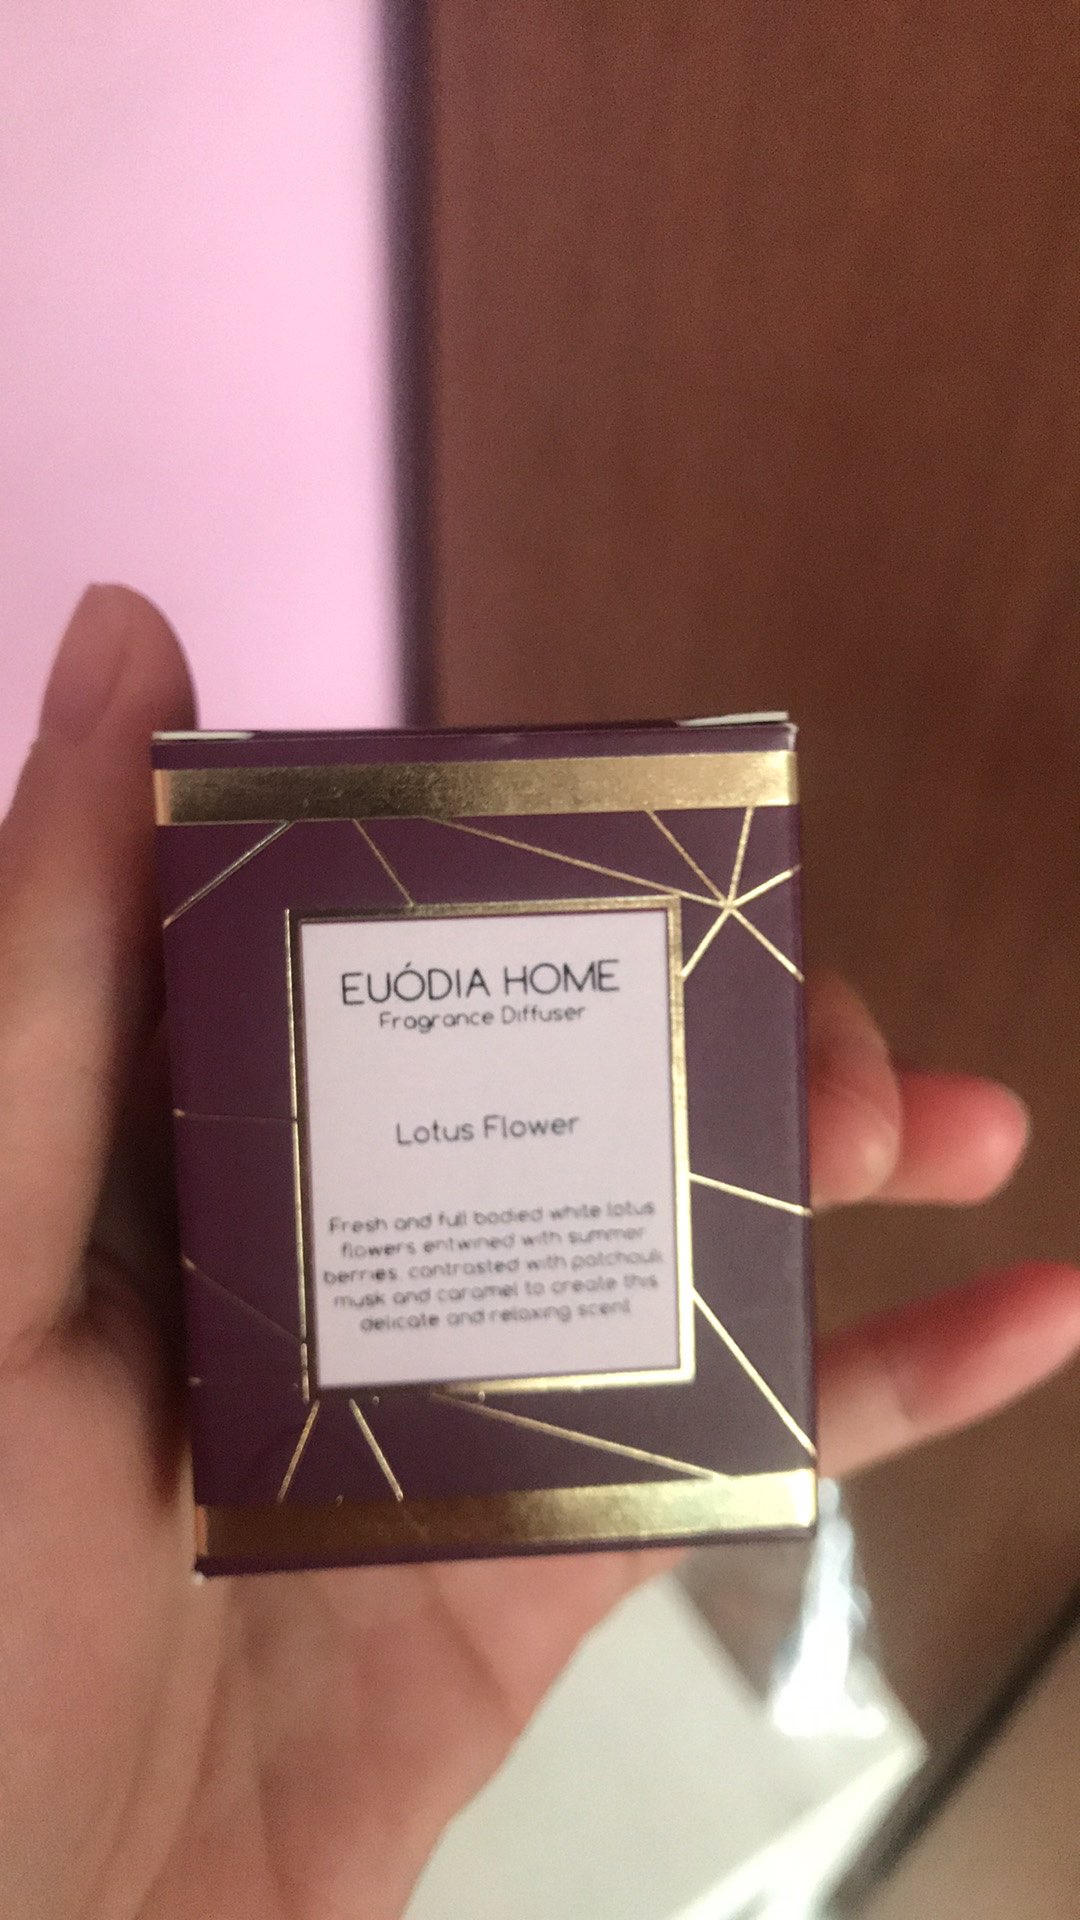 EUÓDIA HOME
Fragrance Diffuser
Lotus Flower
Fresh and full bodied white lotus
flowers entwined with summer
berries, contrasted with patchouli
musk and caramel to create this
delicate and relaxing scent